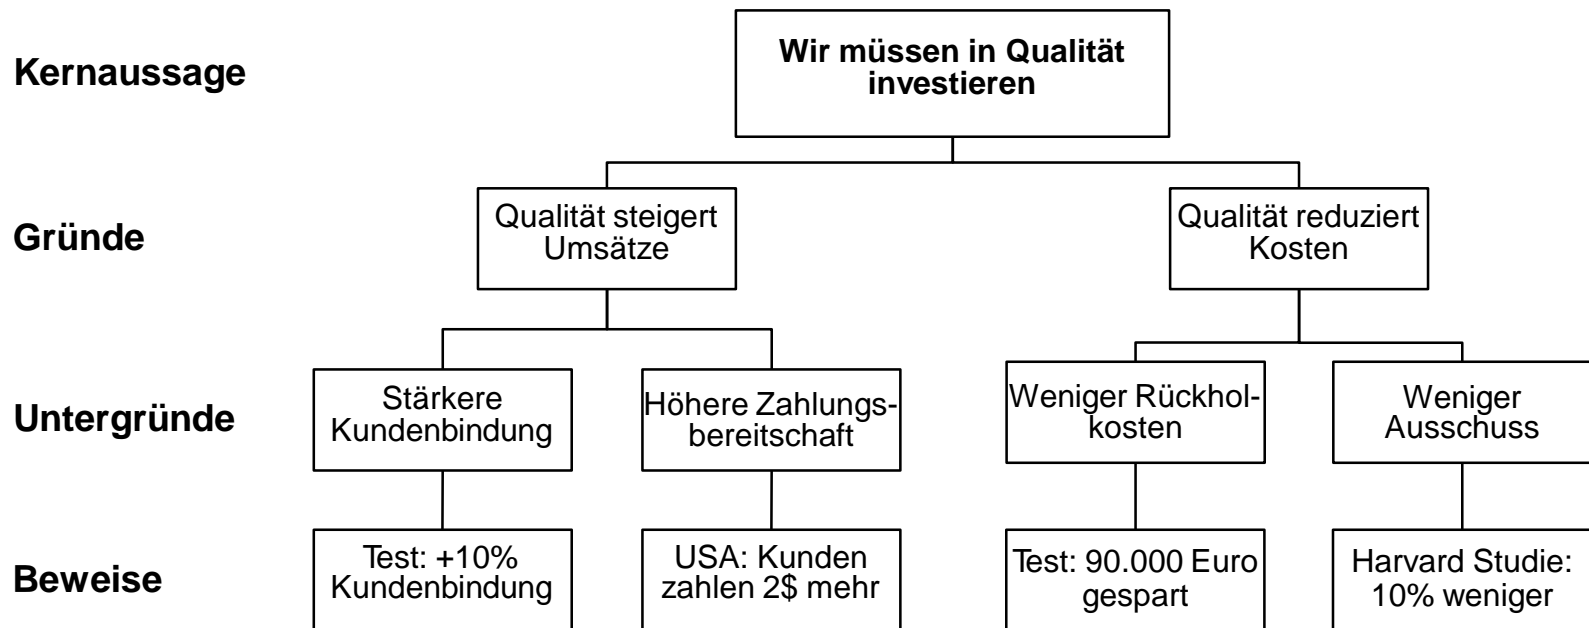 Kernaussage
Wir müssen in Qualität
investieren
Gründe
Qualität steigert
Umsätze
Qualität reduziert
Kosten
Untergründe
Stärkere
Kundenbindung
Höhere Zahlungs-
bereitschaft
Weniger Rückhol-
kosten
Weniger
Ausschuss
Beweise
Test: +10%
Kundenbindung
USA: Kunden
zahlen 2$ mehr
Test: 90.000 Euro
gespart
Harvard Studie:
10% weniger